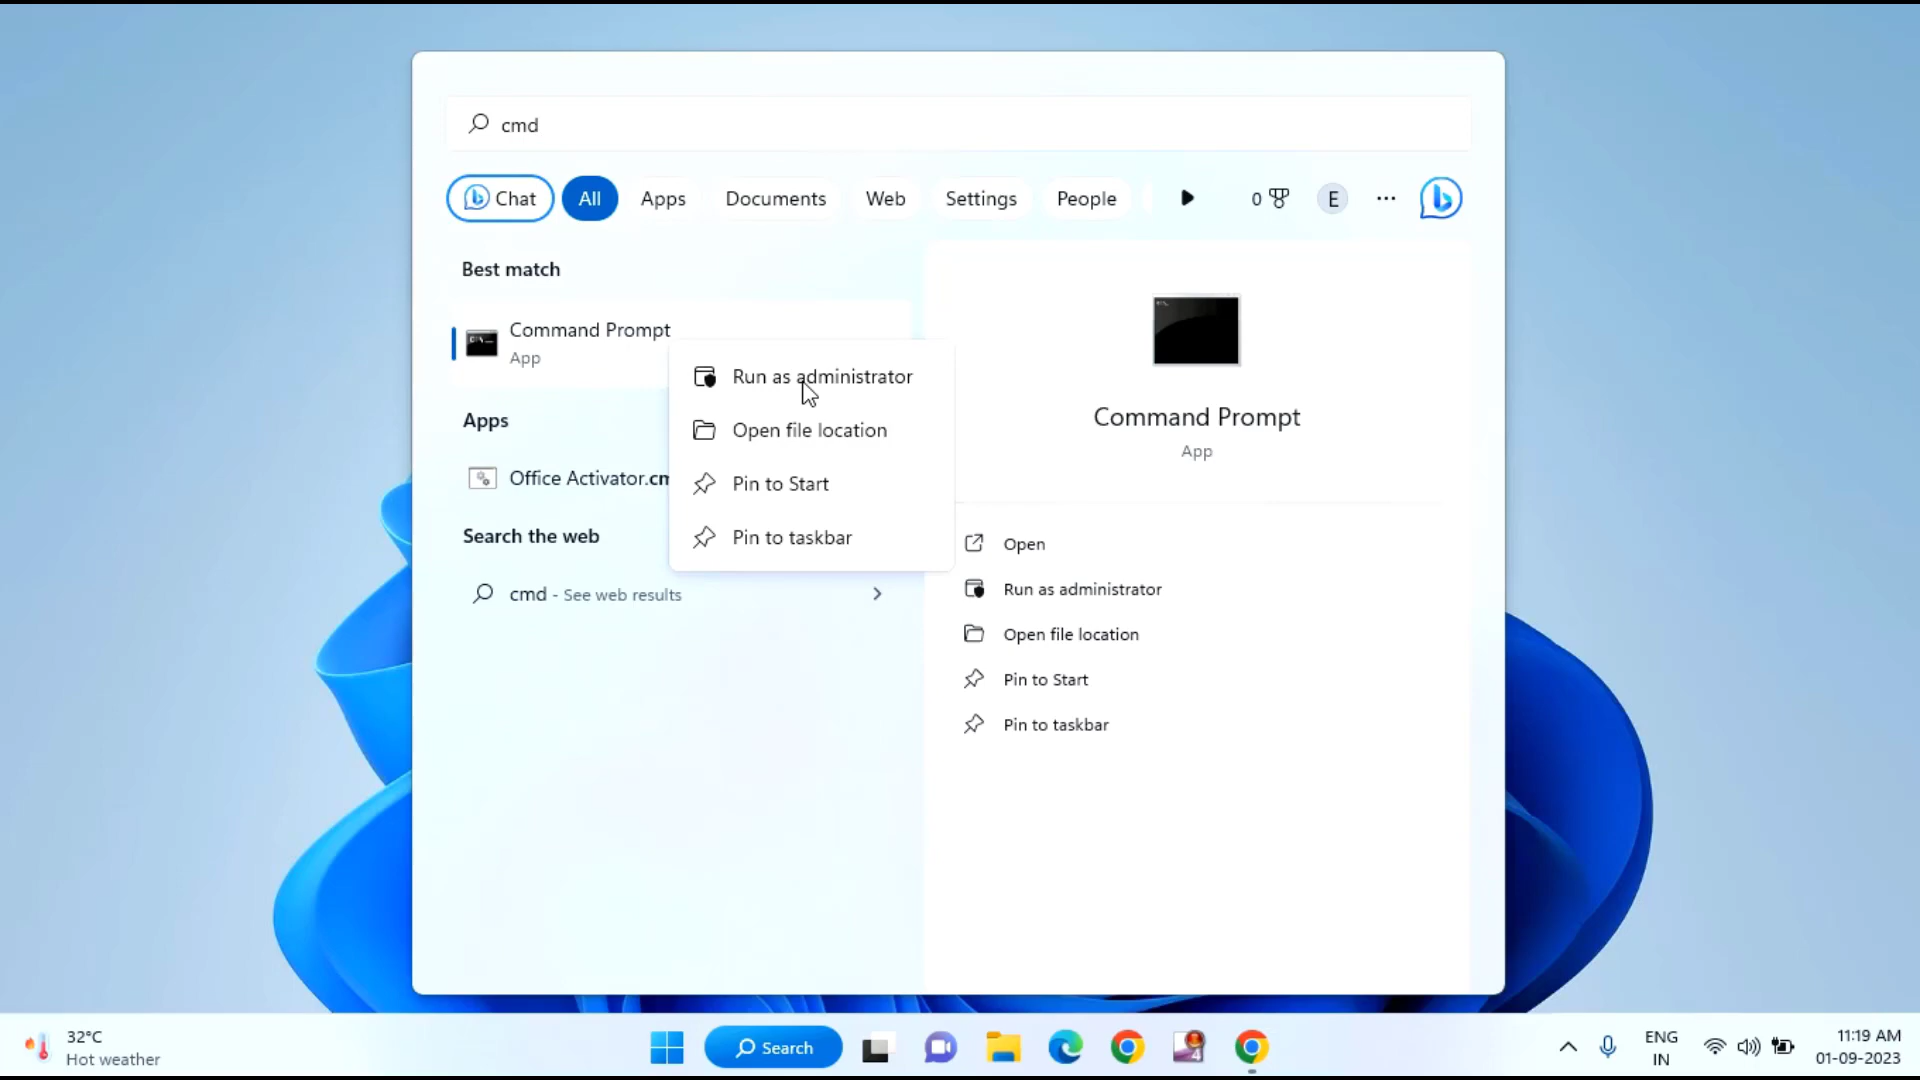 cmd
Chat
All
Apps
Documents
Web
Settings
People
0
E
Best match
Command Prompt
App
Apps
Office Activator.cm
Search the web
cmd - See web results
Run as administrator
Open file location
Pin to Start
Pin to taskbar
Command Prompt
App
Open
Run as administrator
Open file location
Pin to Start
Pin to taskbar
32°C
Hot weather
Search
ENG
IN
11:19 AM
01-09-2023